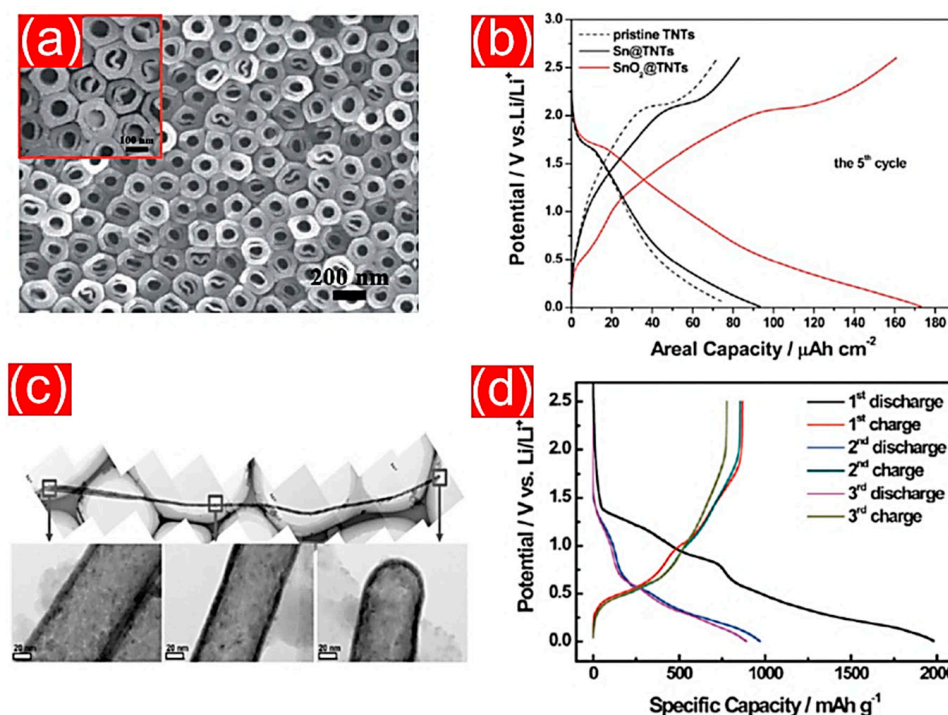 (a)
100 nm
200 nm
(b)
Potential / V vs.Li/Li⁺
2.5
2.0
1.5
1.0
0.5
0.0
pristine TNTs
Sn@TNTs
SnO₂@TNTs
the 5ᵗʰ cycle
0 20 40 60 80 100 120 140 160 180
Areal Capacity / μAh cm⁻²
(c)
20 nm
20 nm
20 nm
(d)
Potential / V vs. Li/Li⁺
2.5
2.0
1.5
1.0
0.5
0.0
1ˢᵗ discharge
1ˢᵗ charge
2ⁿᵈ discharge
2ⁿᵈ charge
3ʳᵈ discharge
3ʳᵈ charge
0 500 1000 1500 2000
Specific Capacity / mAh g⁻¹